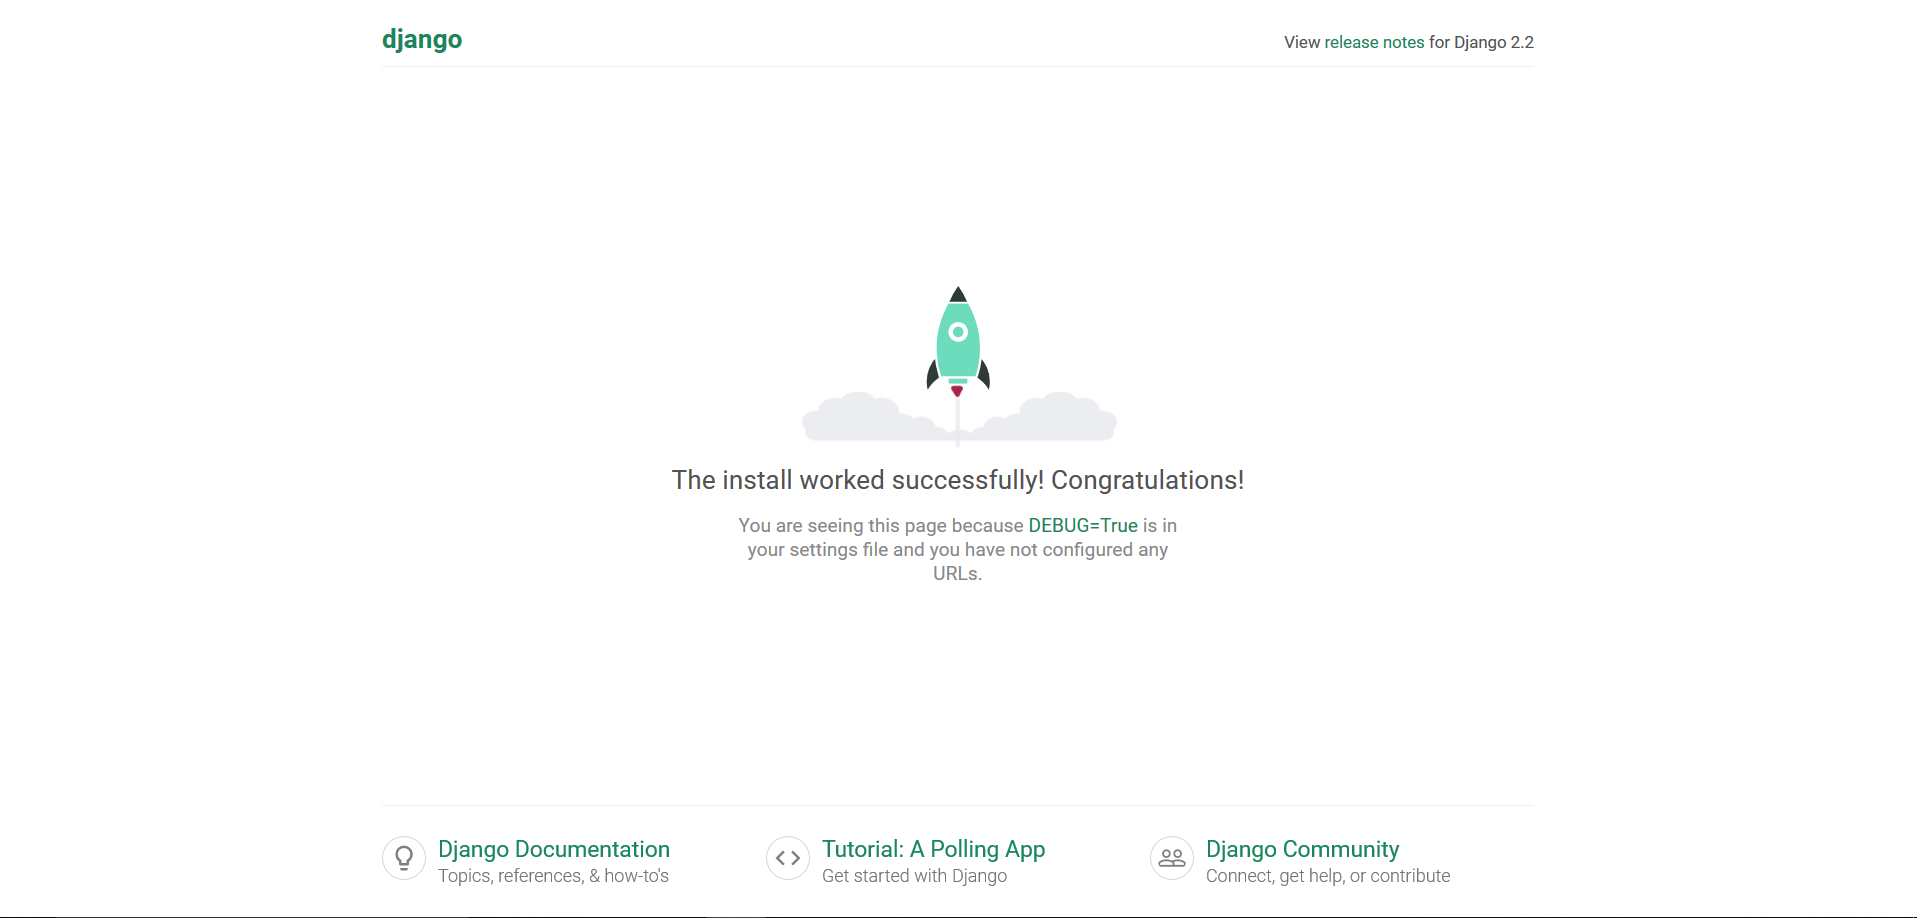 django
View release notes for Django 2.2
The install worked successfully! Congratulations!
You are seeing this page because DEBUG=True is in
your settings file and you have not configured any
URLs.
Django Documentation
Topics, references, & how-to's
Tutorial: A Polling App
Get started with Django
Django Community
Connect, get help, or contribute